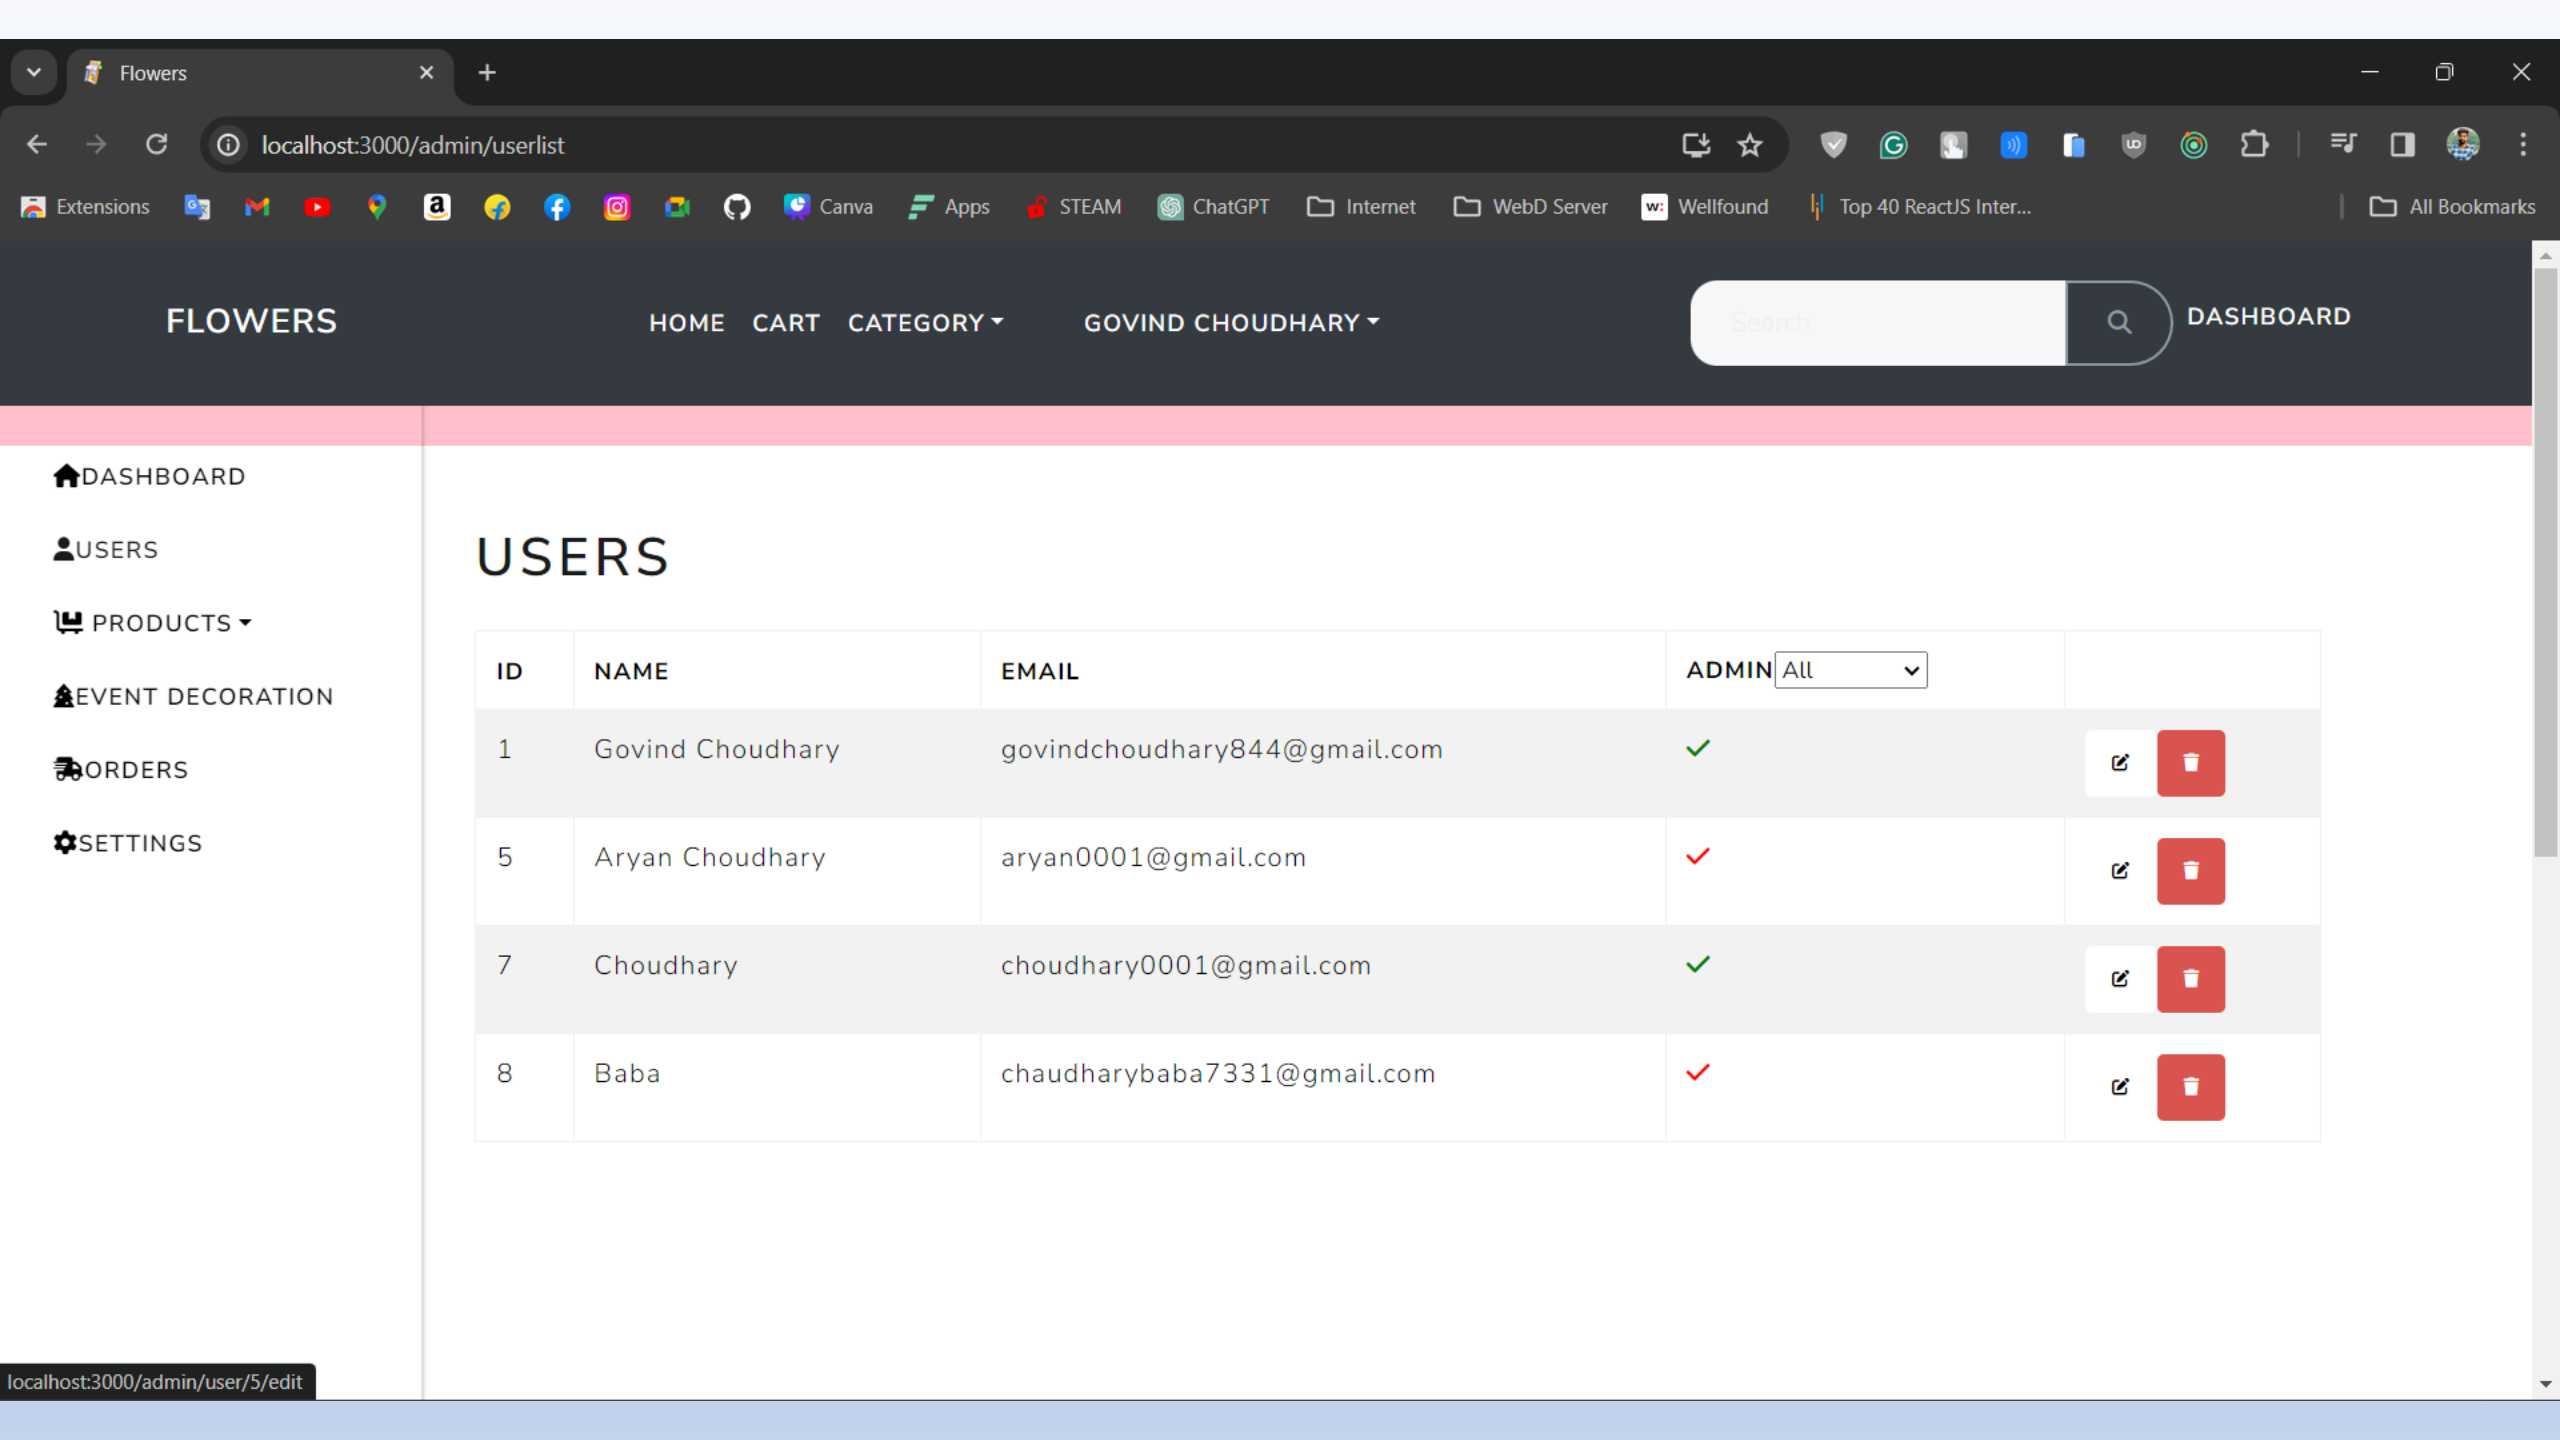 Flowers
localhost:3000/admin/userlist
Extensions Canva Apps STEAM ChatGPT Internet WebD Server Wellfound Top 40 ReactJS Inter... All Bookmarks
FLOWERS HOME CART CATEGORY GOVIND CHOUDHARY Search DASHBOARD
DASHBOARD
USERS
PRODUCTS
EVENT DECORATION
ORDERS
SETTINGS
USERS
ID NAME EMAIL ADMIN All
1 Govind Choudhary govindchoudhary844@gmail.com
5 Aryan Choudhary aryan0001@gmail.com
7 Choudhary choudhary0001@gmail.com
8 Baba chaudharybaba7331@gmail.com
localhost:3000/admin/user/5/edit